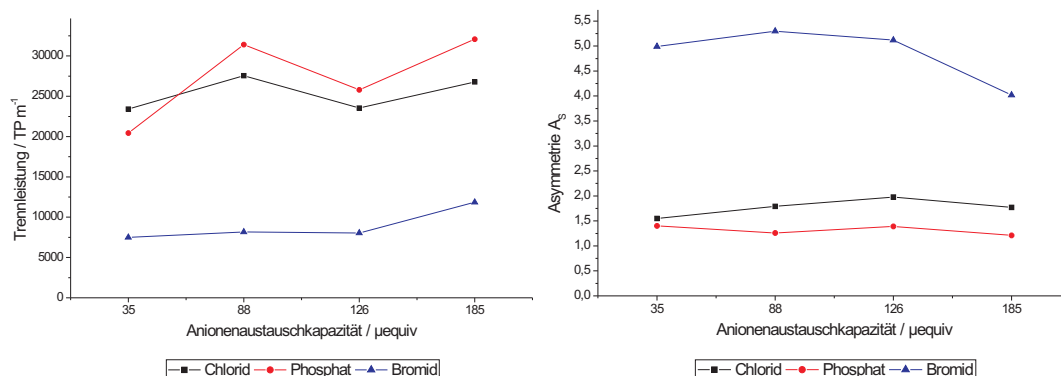 Trennleistung / TP m⁻¹
30000
25000
20000
15000
10000
5000
0
35 88 126 185
Anionenaustauschkapazität / µequiv
Chlorid Phosphat Bromid
Asymmetrie Aₛ
5,5
5,0
4,5
4,0
3,5
3,0
2,5
2,0
1,5
1,0
0,5
0,0
35 88 126 185
Anionenaustauschkapazität / µequiv
Chlorid Phosphat Bromid